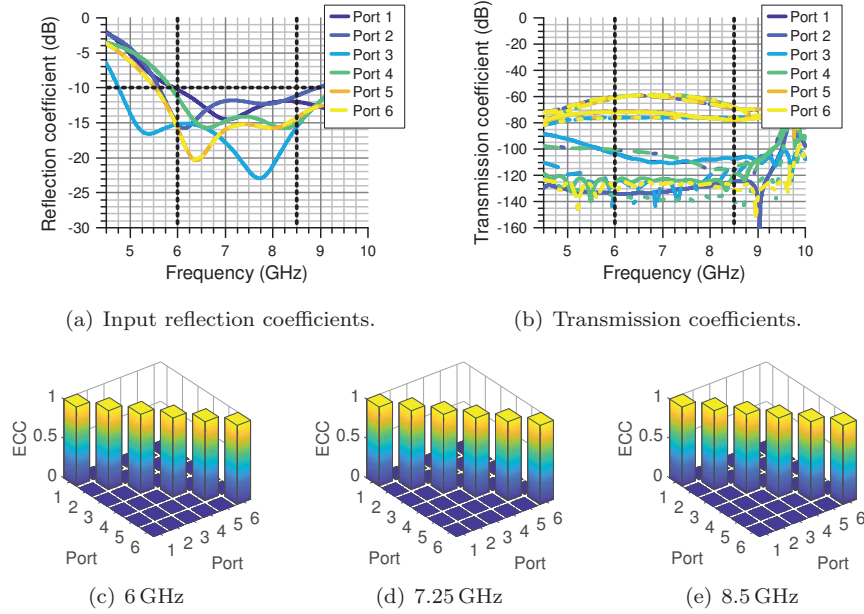 Reflection coefficient (dB)
0
-5
-10
-15
-20
-25
-30
5
6
7
8
9
10
Frequency (GHz)
Port 1
Port 2
Port 3
Port 4
Port 5
Port 6
Transmission coefficient (dB)
0
-20
-40
-60
-80
-100
-120
-140
-160
5
6
7
8
9
10
Frequency (GHz)
Port 1
Port 2
Port 3
Port 4
Port 5
Port 6
(a) Input reflection coefficients.
(b) Transmission coefficients.
ECC
1
0.5
0
1
2
3
4
5
6
Port
1
2
3
4
5
6
Port
ECC
1
0.5
0
1
2
3
4
5
6
Port
1
2
3
4
5
6
Port
ECC
1
0.5
0
1
2
3
4
5
6
Port
1
2
3
4
5
6
Port
(c) 6 GHz
(d) 7.25 GHz
(e) 8.5 GHz